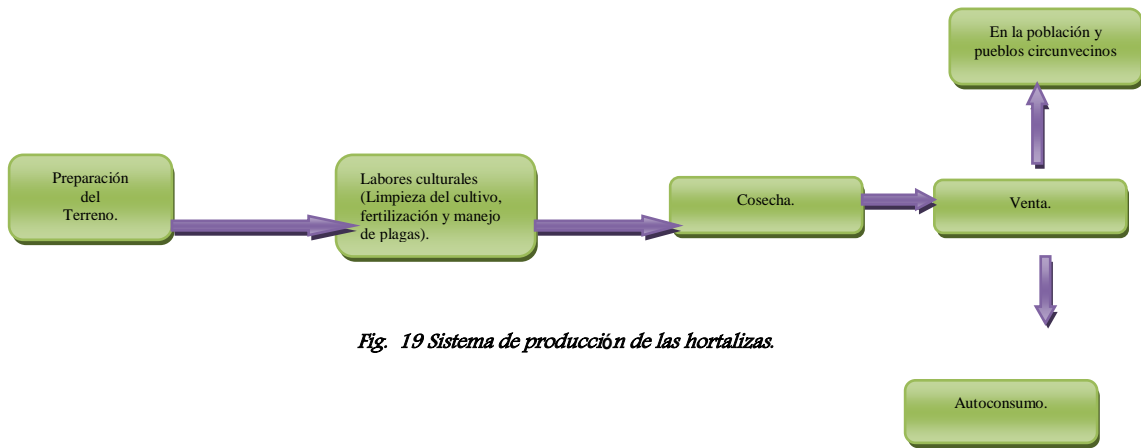 En la población y
pueblos circunvecinos
Preparación
del
Terreno.
Labores culturales
(Limpieza del cultivo,
fertilización y manejo
de plagas).
Cosecha.
Venta.
Fig. 19 Sistema de producción de las hortalizas.
Autoconsumo.